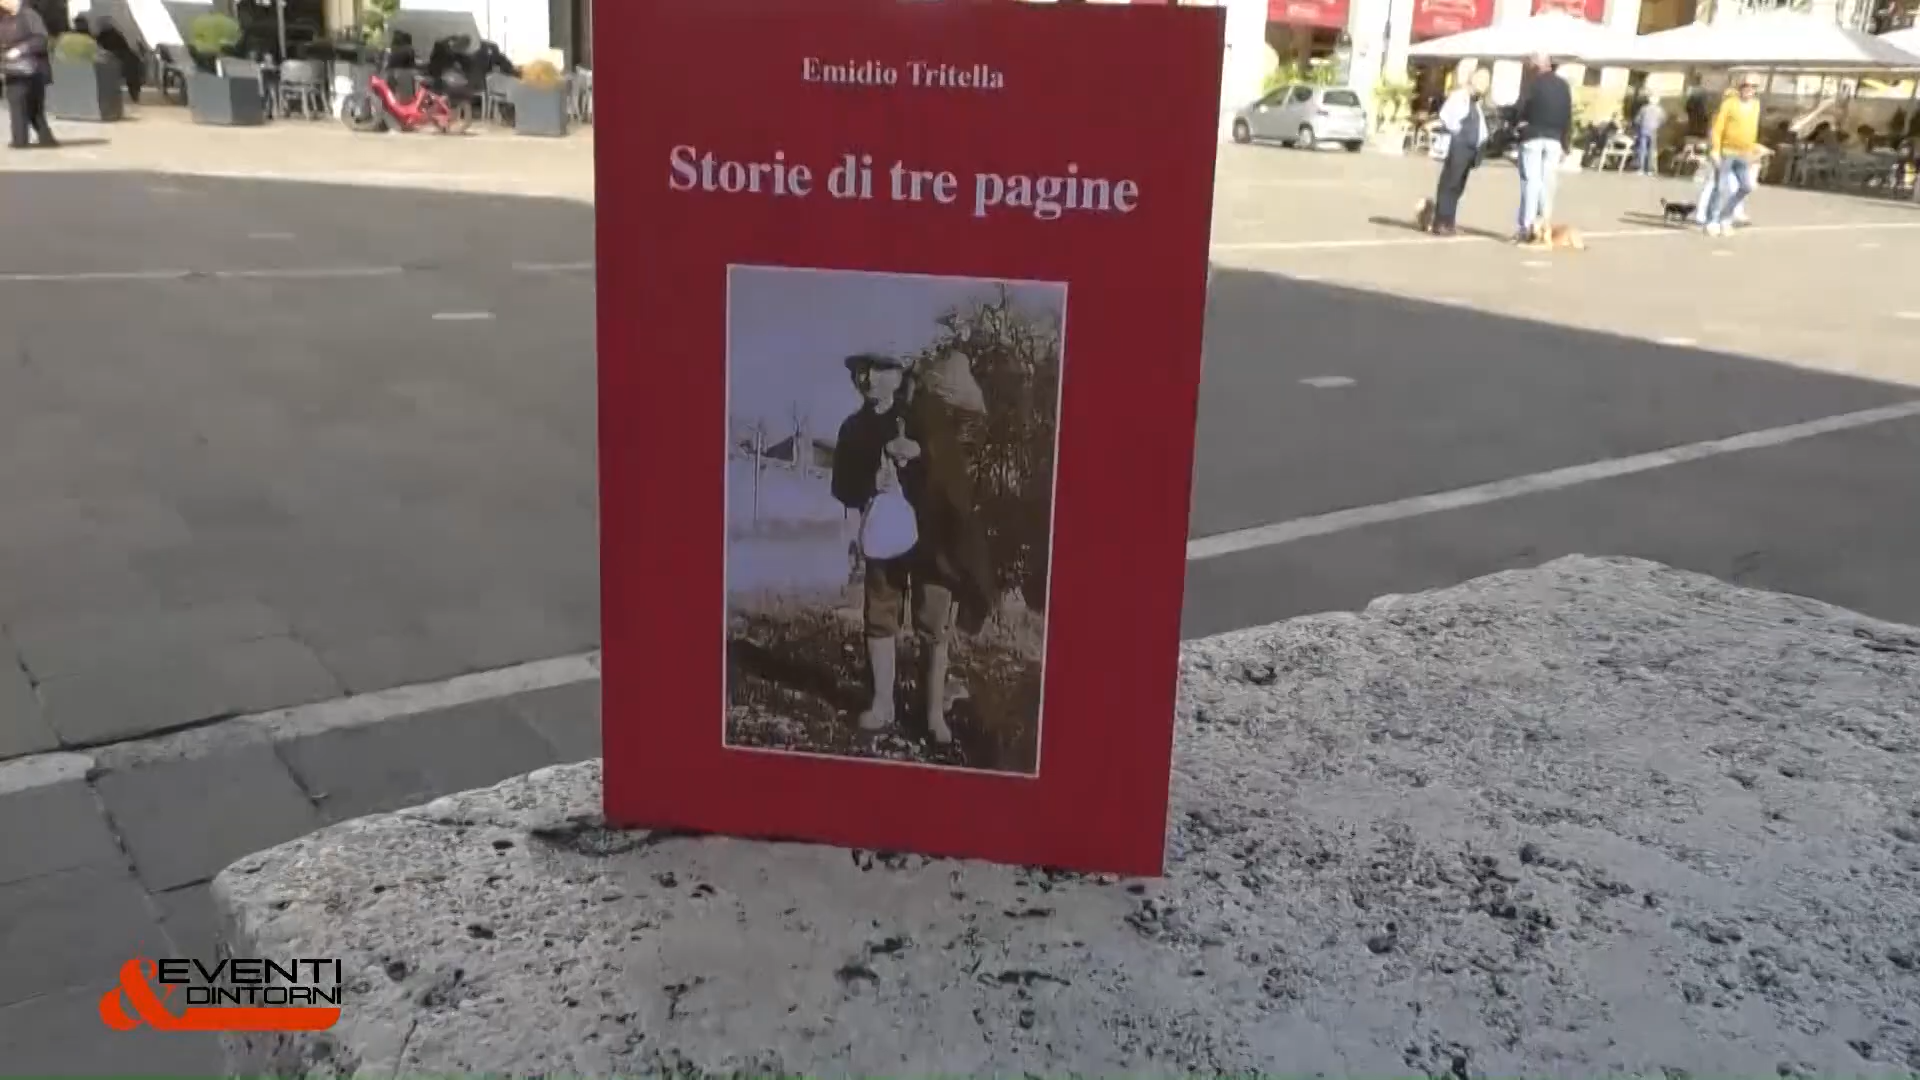 Emidio Tritella
Storie di tre pagine
& EVENTI
DINTORNI